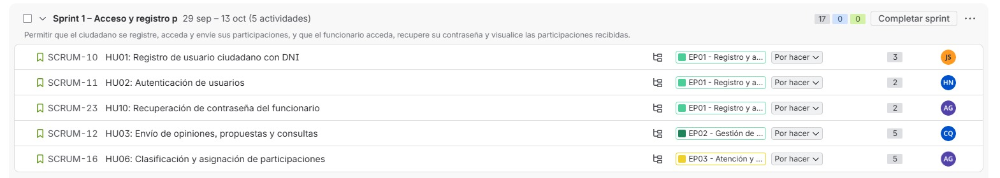 Sprint 1 – Acceso y registro p 29 sep – 13 oct (5 actividades) 17 0 0 Completar sprint
Permitir que el ciudadano se registre, acceda y envíe sus participaciones, y que el funcionario acceda, recupere su contraseña y visualice las participaciones recibidas.
SCRUM-10 HU01: Registro de usuario ciudadano con DNI EP01 - Registro y a... Por hacer 3 JS
SCRUM-11 HU02: Autenticación de usuarios EP01 - Registro y a... Por hacer 2 HN
SCRUM-23 HU10: Recuperación de contraseña del funcionario EP01 - Registro y a... Por hacer 2 AG
SCRUM-12 HU03: Envío de opiniones, propuestas y consultas EP02 - Gestión de ... Por hacer 5 CQ
SCRUM-16 HU06: Clasificación y asignación de participaciones EP03 - Atención y ... Por hacer 5 AG